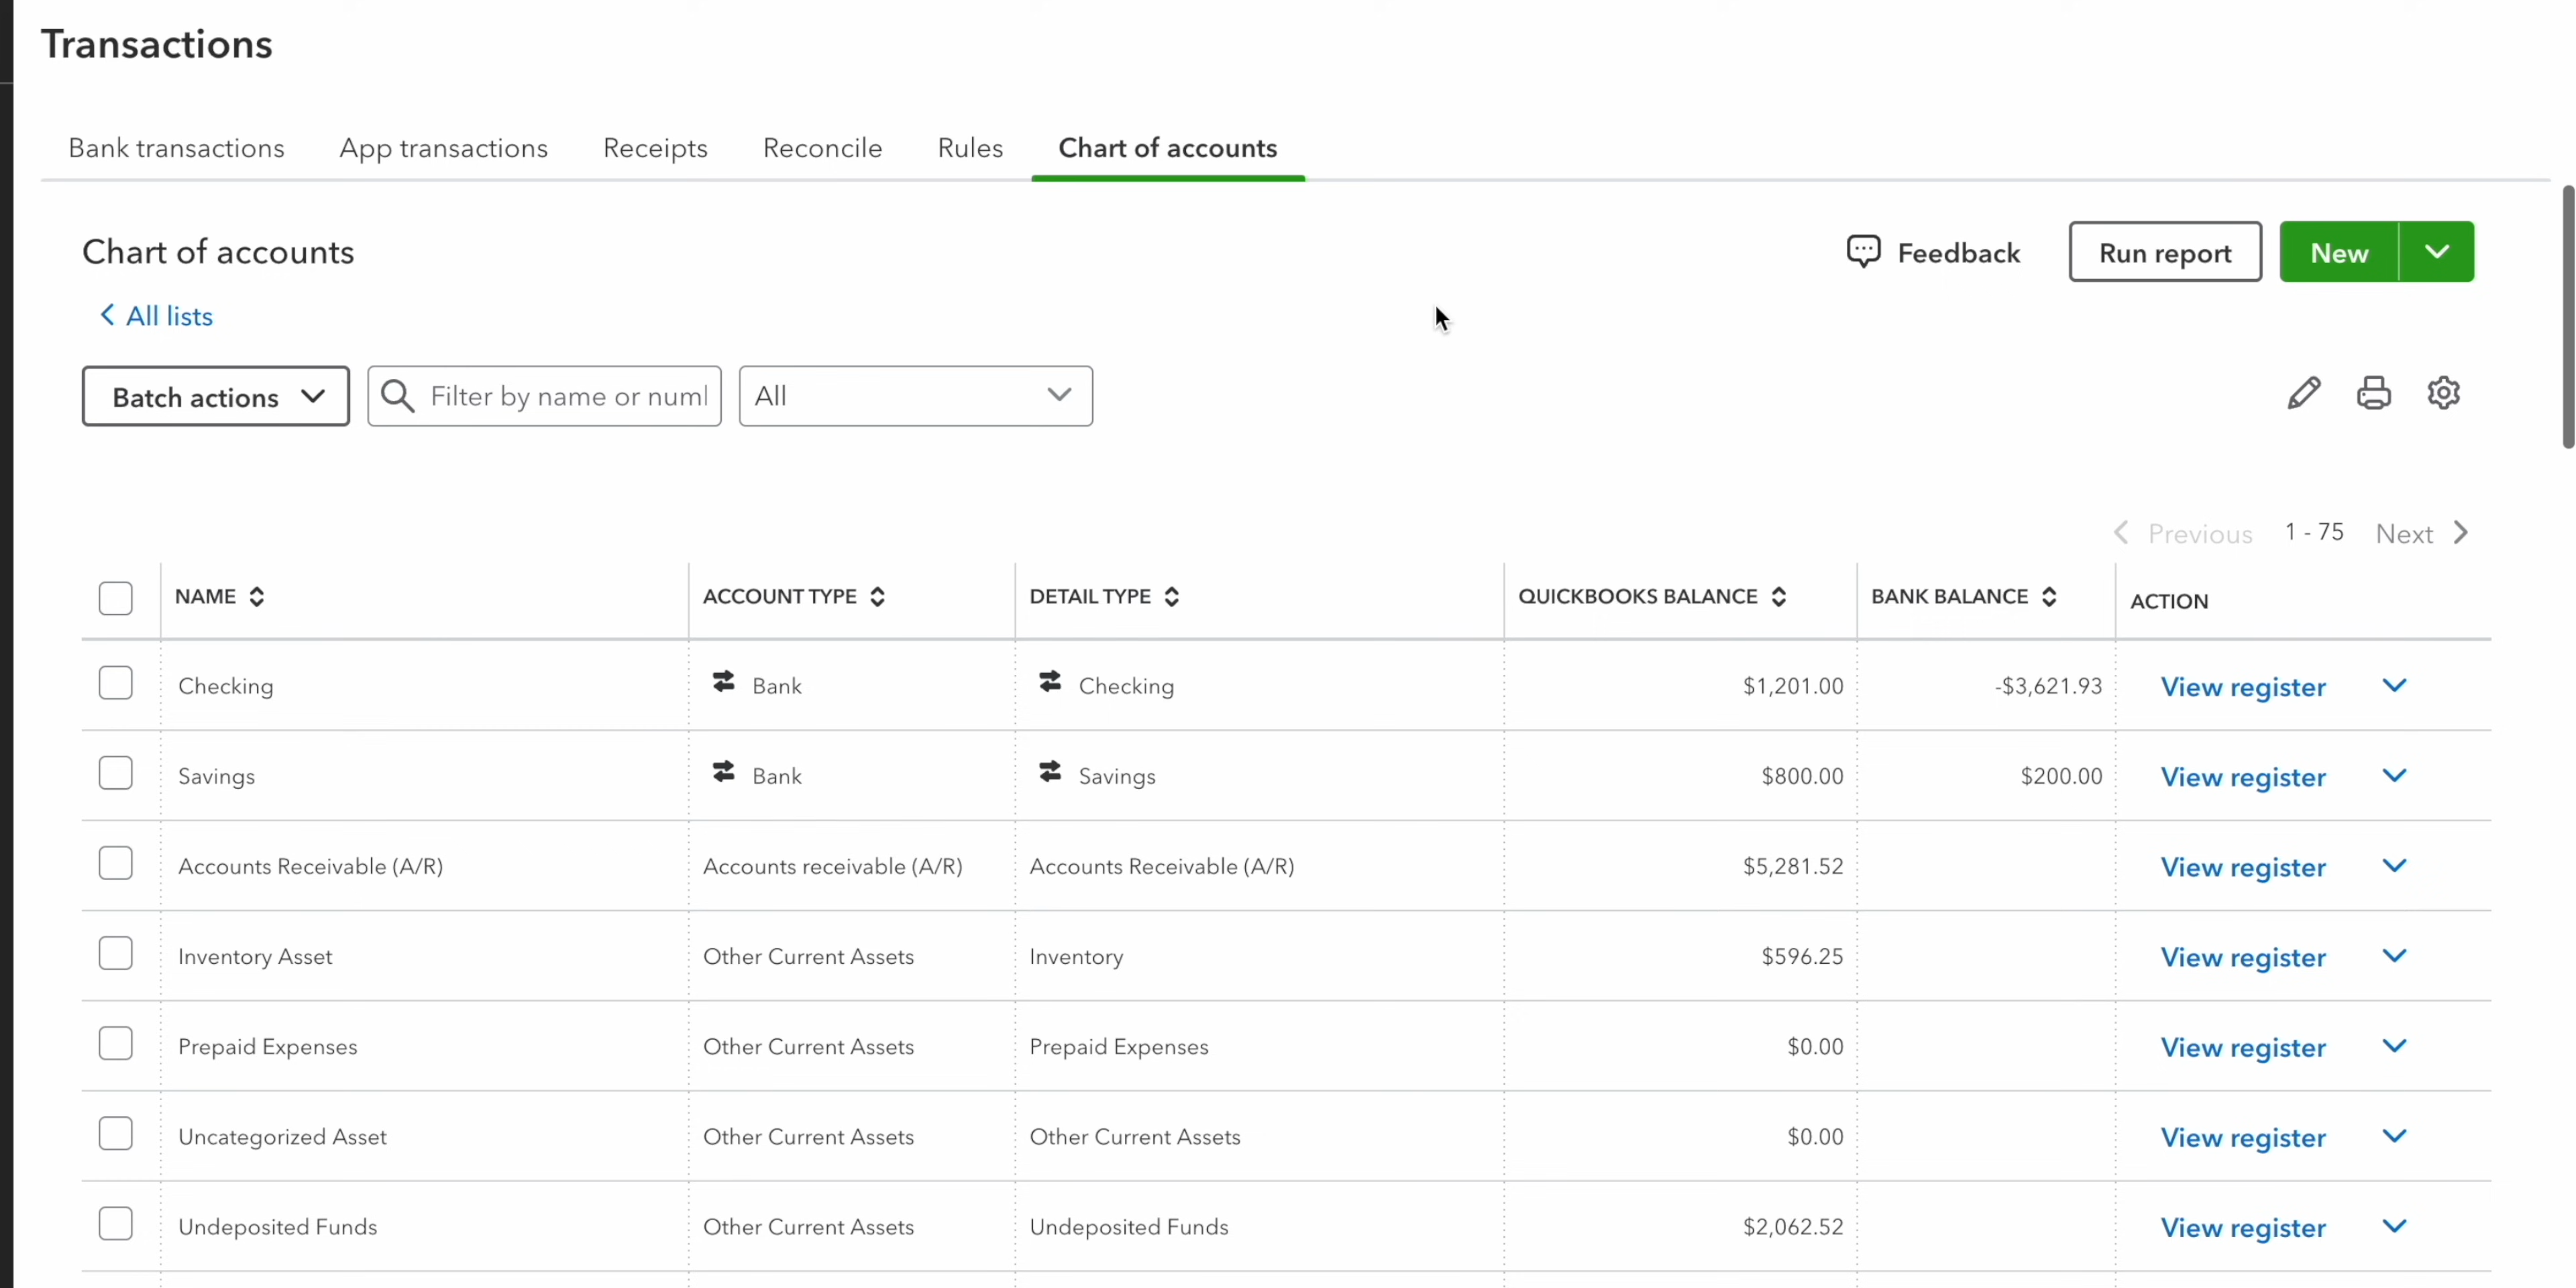 Transactions
Bank transactions App transactions Receipts Reconcile Rules Chart of accounts
Chart of accounts Feedback Run report New
All lists
Batch actions Filter by name or numl All
Previous 1 - 75 Next
NAME ACCOUNT TYPE DETAIL TYPE QUICKBOOKS BALANCE BANK BALANCE ACTION
Checking Bank Checking $1,201.00 -$3,621.93 View register
Savings Bank Savings $800.00 $200.00 View register
Accounts Receivable (A/R) Accounts receivable (A/R) Accounts Receivable (A/R) $5,281.52 View register
Inventory Asset Other Current Assets Inventory $596.25 View register
Prepaid Expenses Other Current Assets Prepaid Expenses $0.00 View register
Uncategorized Asset Other Current Assets Other Current Assets $0.00 View register
Undeposited Funds Other Current Assets Undeposited Funds $2,062.52 View register